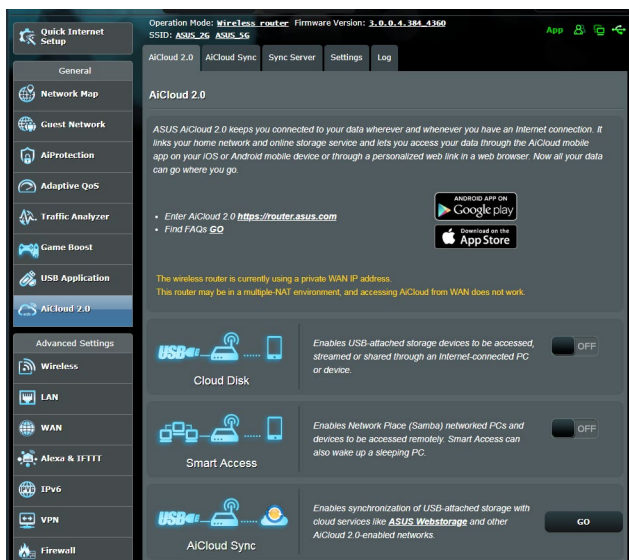 Quick Internet
Setup
Operation Mode: Wireless router Firmware Version: 3.0.0.4.384_4360
SSID: ASUS_2G ASUS_5G
App
General
Network Map
Guest Network
AiProtection
Adaptive QoS
Traffic Analyzer
Game Boost
USB Application
AiCloud 2.0
Advanced Settings
Wireless
LAN
WAN
Alexa & IFTTT
IPv6
VPN
Firewall
AiCloud 2.0 AiCloud Sync Sync Server Settings Log
AiCloud 2.0
ASUS AiCloud 2.0 keeps you connected to your data wherever and whenever you have an Internet connection. It
links your home network and online storage service and lets you access your data through the AiCloud mobile
app on your iOS or Android mobile device or through a personalized web link in a web browser. Now all your data
can go where you go.
• Enter AiCloud 2.0 https://router.asus.com
• Find FAQs GO
ANDROID APP ON
Google play
Download on the
App Store
The wireless router is currently using a private WAN IP address.
This router may be in a multiple-NAT environment, and accessing AiCloud from WAN does not work.
USB
Cloud Disk
Enables USB-attached storage devices to be accessed,
streamed or shared through an Internet-connected PC
or device.
OFF
Smart Access
Enables Network Place (Samba) networked PCs and
devices to be accessed remotely. Smart Access can
also wake up a sleeping PC.
OFF
USB
AiCloud Sync
Enables synchronization of USB-attached storage with
cloud services like ASUS Webstorage and other
AiCloud 2.0-enabled networks.
GO